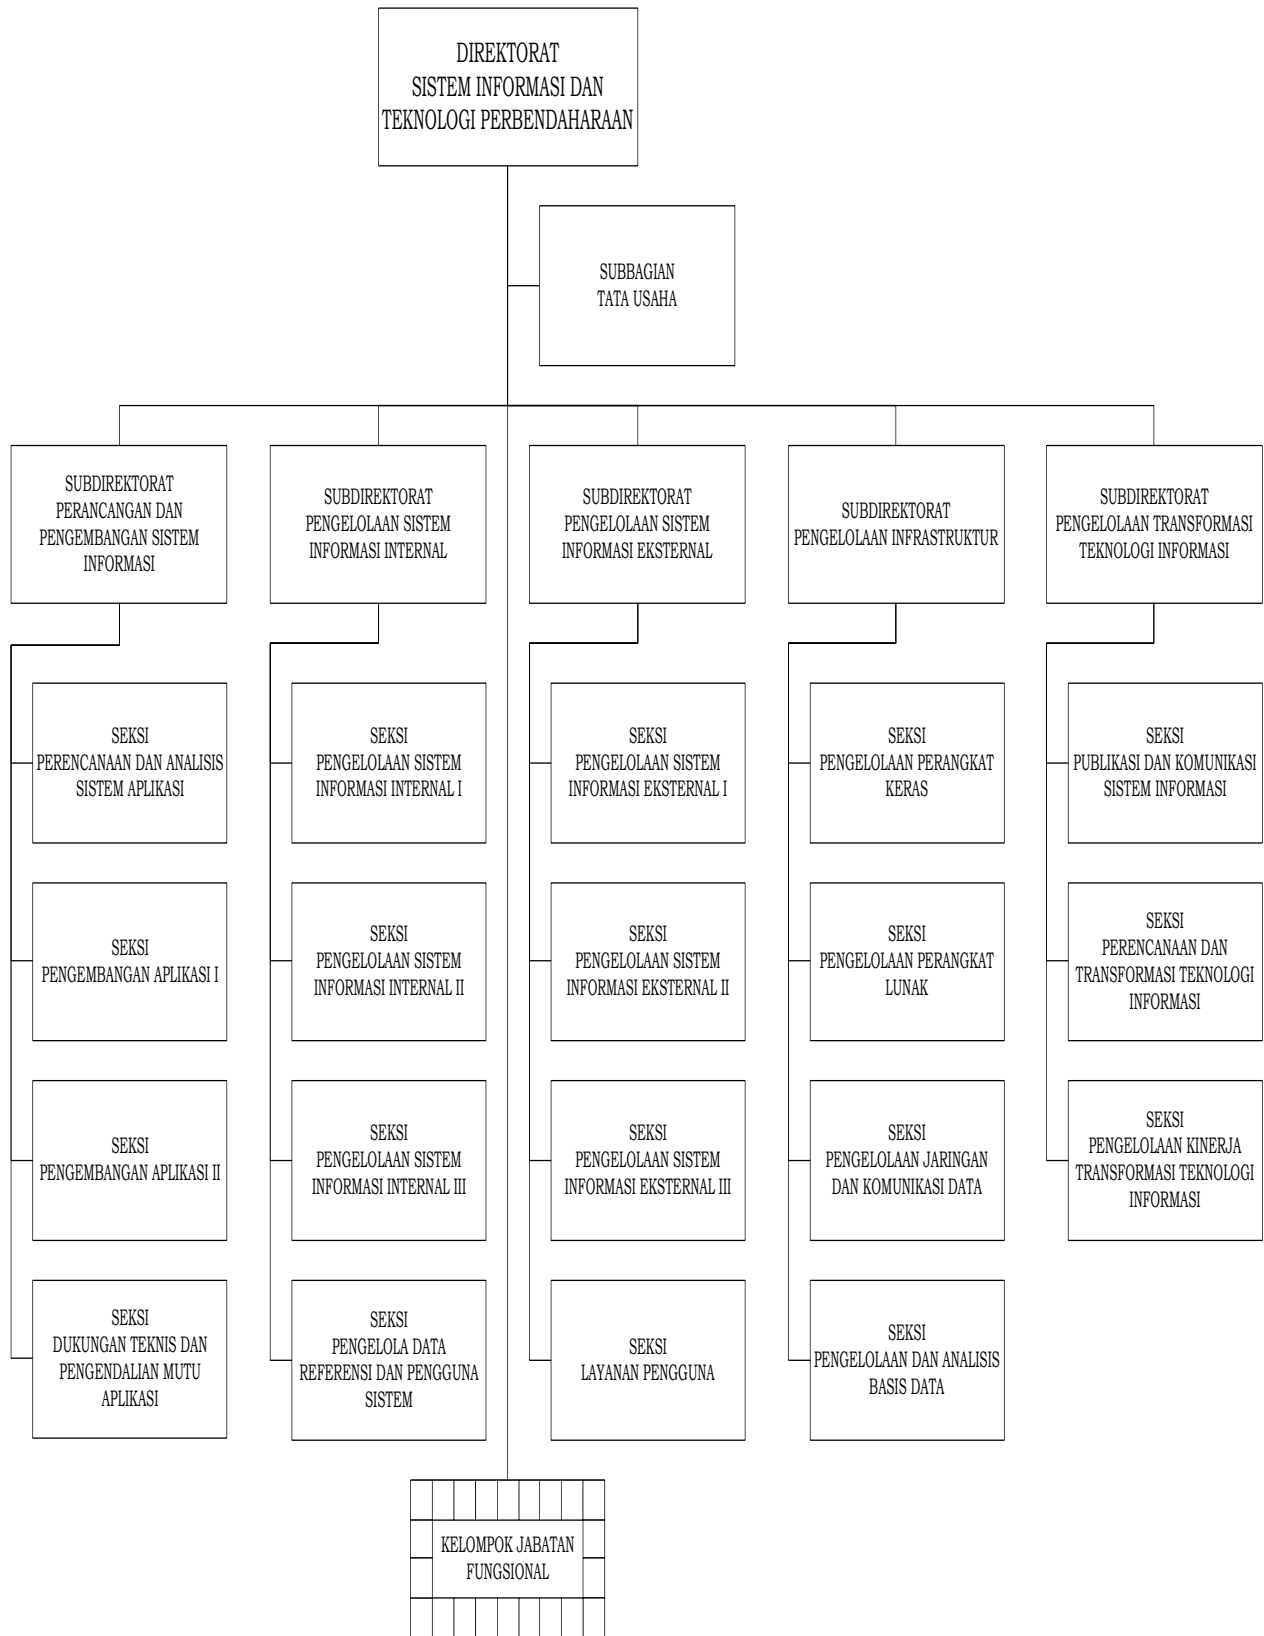 DIREKTORAT
SISTEM INFORMASI DAN
TEKNOLOGI PERBENDAHARAAN
SUBBAGIAN
TATA USAHA
SUBDIREKTORAT
PERANCANGAN DAN
PENGEMBANGAN SISTEM
INFORMASI
SUBDIREKTORAT
PENGELOLAAN SISTEM
INFORMASI INTERNAL
SUBDIREKTORAT
PENGELOLAAN SISTEM
INFORMASI EKSTERNAL
SUBDIREKTORAT
PENGELOLAAN INFRASTRUKTUR
SUBDIREKTORAT
PENGELOLAAN TRANSFORMASI
TEKNOLOGI INFORMASI
SEKSI
PERENCANAAN DAN ANALISIS
SISTEM APLIKASI
SEKSI
PENGELOLAAN SISTEM
INFORMASI INTERNAL I
SEKSI
PENGELOLAAN SISTEM
INFORMASI EKSTERNAL I
SEKSI
PENGELOLAAN PERANGKAT
KERAS
SEKSI
PUBLIKASI DAN KOMUNIKASI
SISTEM INFORMASI
SEKSI
PENGEMBANGAN APLIKASI I
SEKSI
PENGELOLAAN SISTEM
INFORMASI INTERNAL II
SEKSI
PENGELOLAAN SISTEM
INFORMASI EKSTERNAL II
SEKSI
PENGELOLAAN PERANGKAT
LUNAK
SEKSI
PERENCANAAN DAN
TRANSFORMASI TEKNOLOGI
INFORMASI
SEKSI
PENGEMBANGAN APLIKASI II
SEKSI
PENGELOLAAN SISTEM
INFORMASI INTERNAL III
SEKSI
PENGELOLAAN SISTEM
INFORMASI EKSTERNAL III
SEKSI
PENGELOLAAN JARINGAN
DAN KOMUNIKASI DATA
SEKSI
PENGELOLAAN KINERJA
TRANSFORMASI TEKNOLOGI
INFORMASI
SEKSI
DUKUNGAN TEKNIS DAN
PENGENDALIAN MUTU
APLIKASI
SEKSI
PENGELOLA DATA
REFERENSI DAN PENGGUNA
SISTEM
SEKSI
LAYANAN PENGGUNA
SEKSI
PENGELOLAAN DAN ANALISIS
BASIS DATA
KELOMPOK JABATAN
FUNGSIONAL